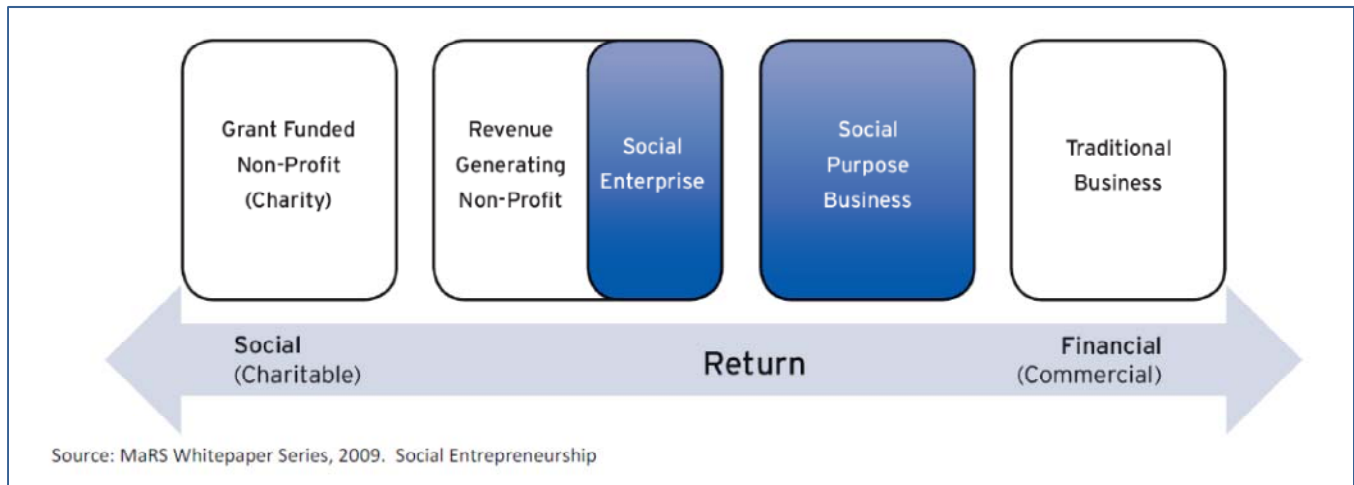 Grant Funded
Non-Profit
(Charity)
Revenue
Generating
Non-Profit
Social
Enterprise
Social
Purpose
Business
Traditional
Business
Social
(Charitable)
Return
Financial
(Commercial)
Source: MaRS Whitepaper Series, 2009.  Social Entrepreneurship